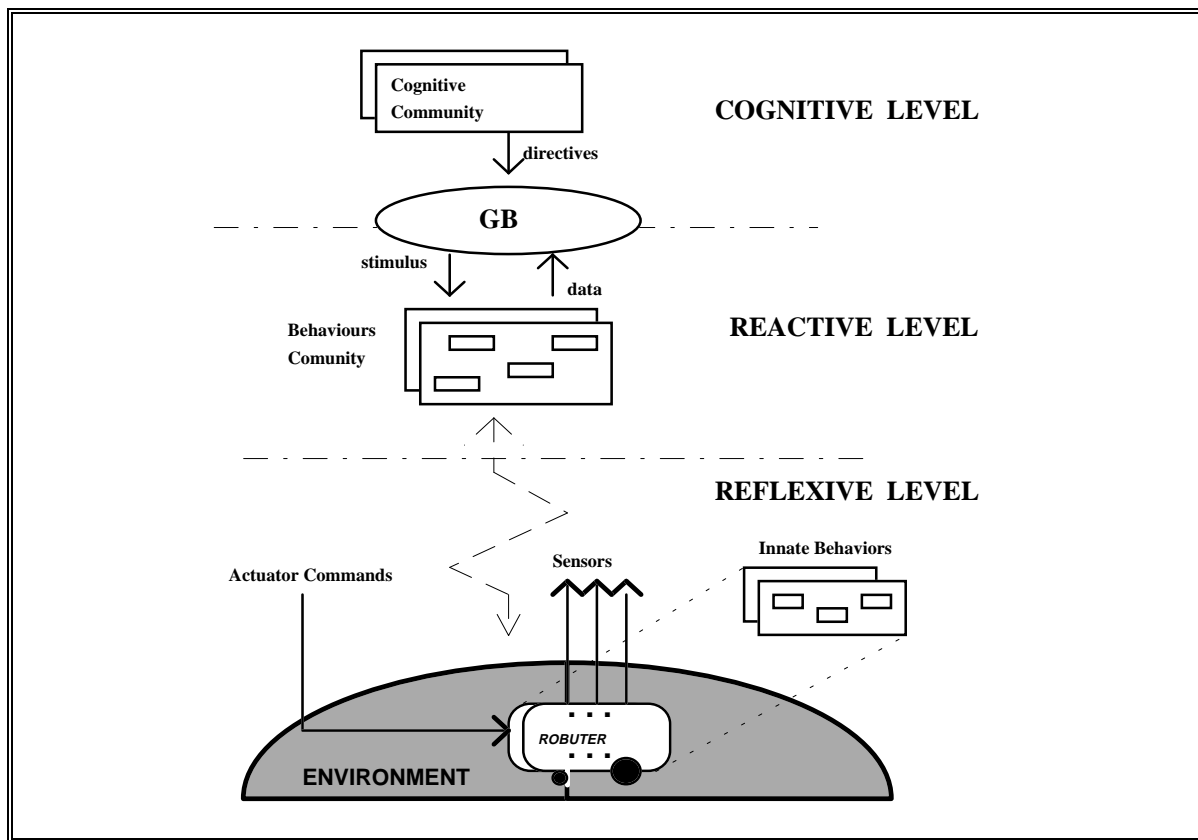 Cognitive
Community
COGNITIVE LEVEL
directives
GB
stimulus
data
Behaviours
Comunity
REACTIVE LEVEL
REFLEXIVE LEVEL
Innate Behaviors
Sensors
Actuator Commands
ROBUTER
ENVIRONMENT